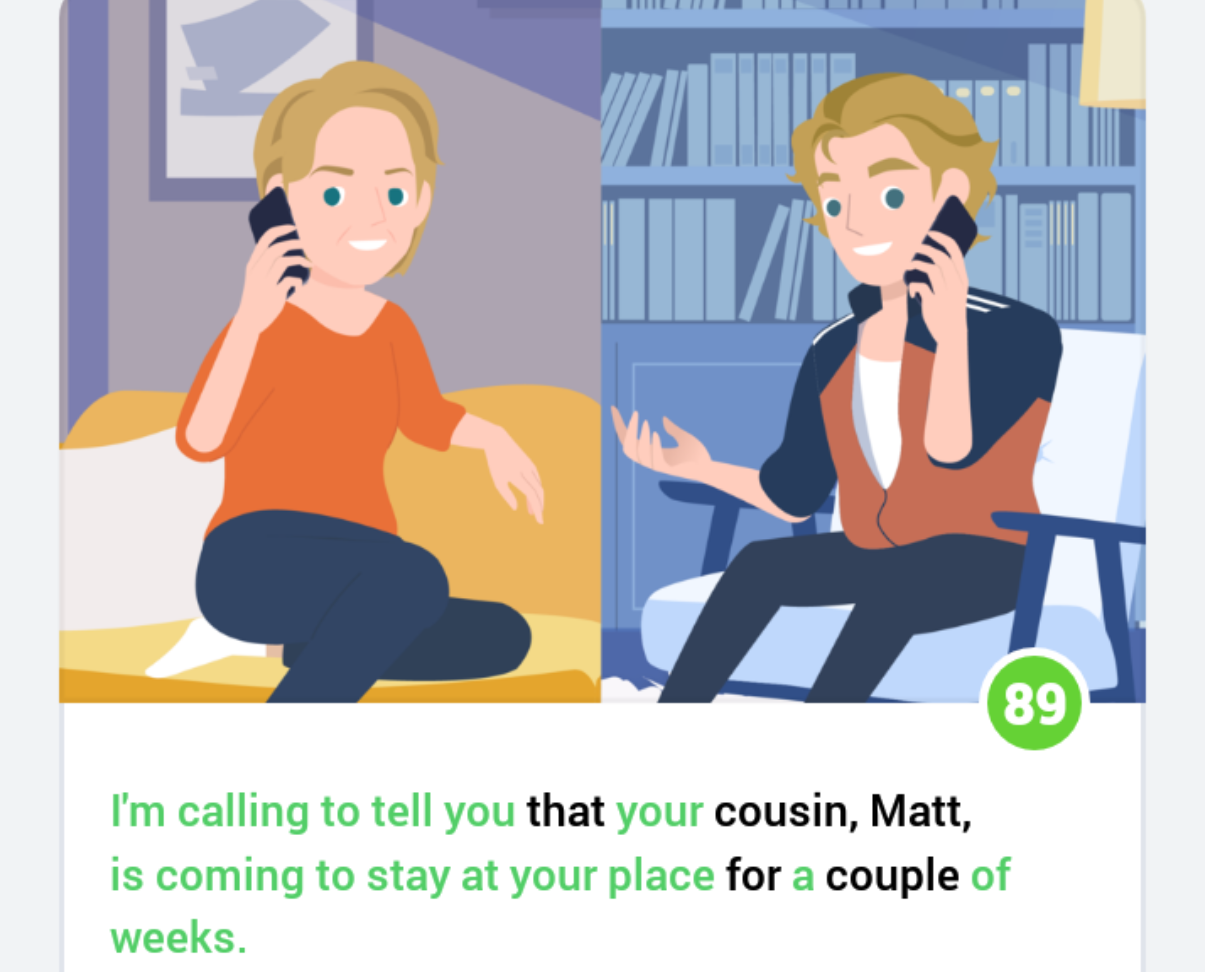 89
I'm calling to tell you that your cousin, Matt,
is coming to stay at your place for a couple of
weeks.